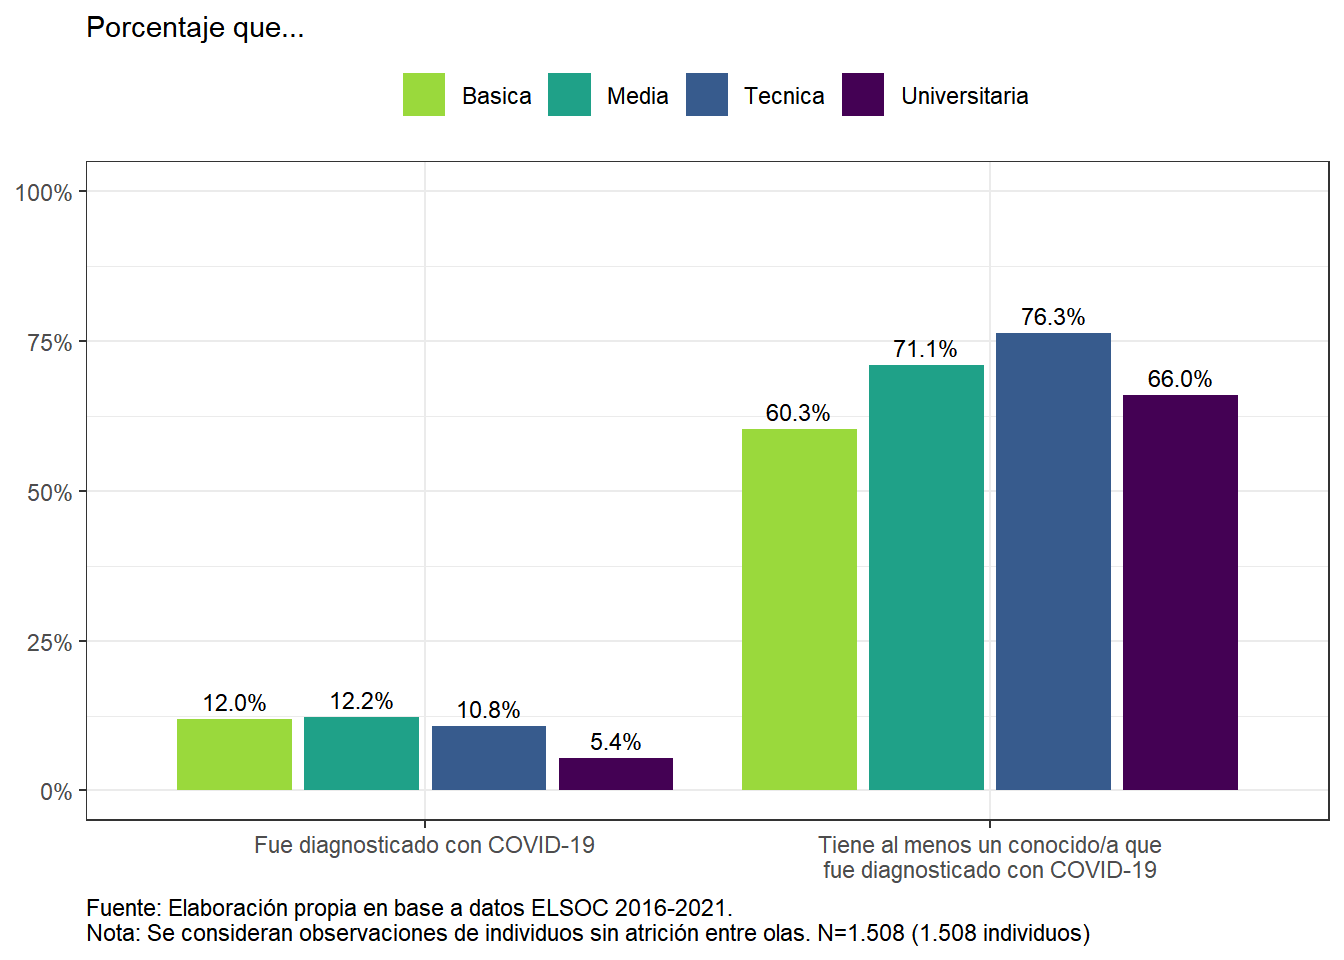 Porcentaje que...
Basica Media Tecnica Universitaria
100%
75%
50%
25%
0%
12.0% 12.2% 10.8% 5.4%
60.3% 71.1% 76.3% 66.0%
Fue diagnosticado con COVID-19
Tiene al menos un conocido/a que
fue diagnosticado con COVID-19
Fuente: Elaboración propia en base a datos ELSOC 2016-2021.
Nota: Se consideran observaciones de individuos sin atrición entre olas. N=1.508 (1.508 individuos)